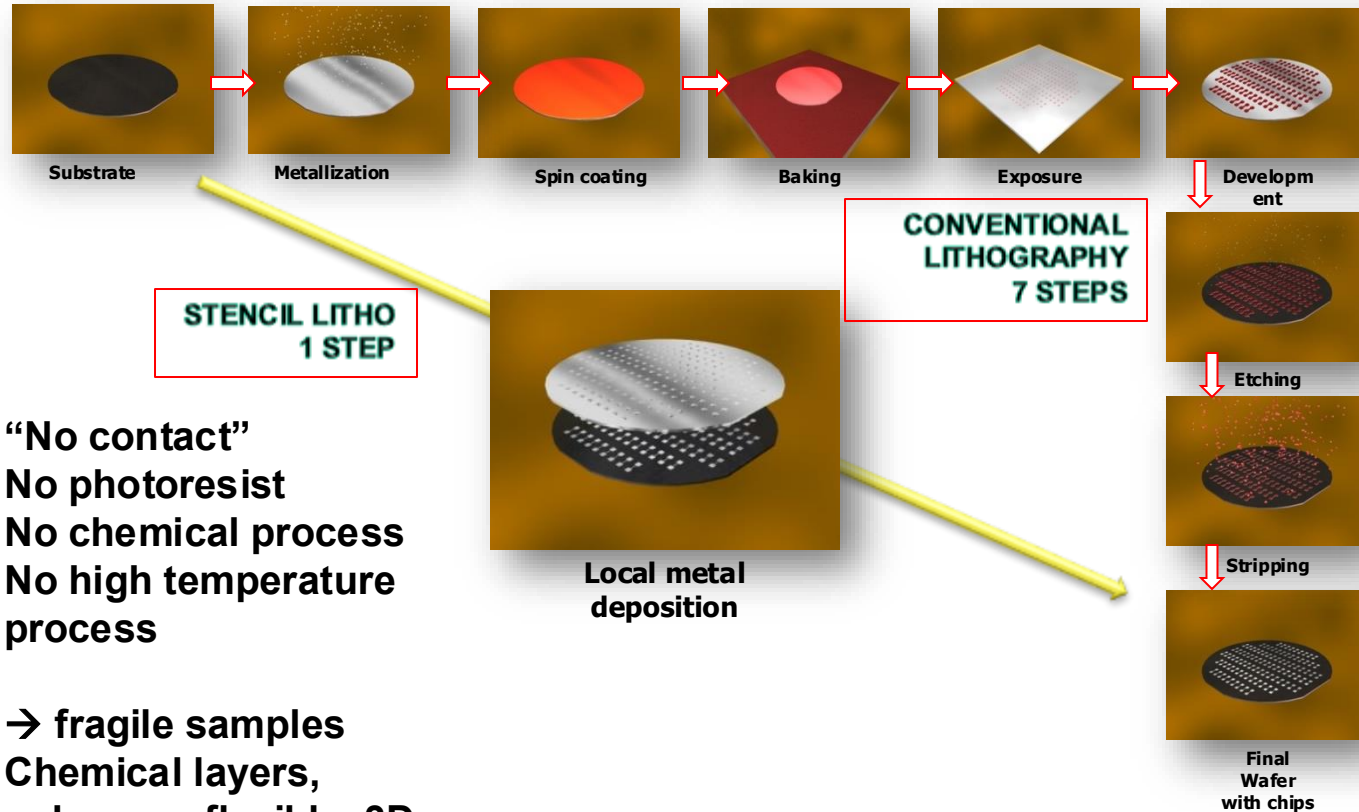 Substrate
Metallization
Spin coating
Baking
Exposure
Developm
ent
CONVENTIONAL
LITHOGRAPHY
7 STEPS
STENCIL LITHO
1 STEP
Etching
“No contact”
No photoresist
No chemical process
No high temperature
process
Local metal
deposition
Stripping
→ fragile samples
Chemical layers,
Final
Wafer
with chips